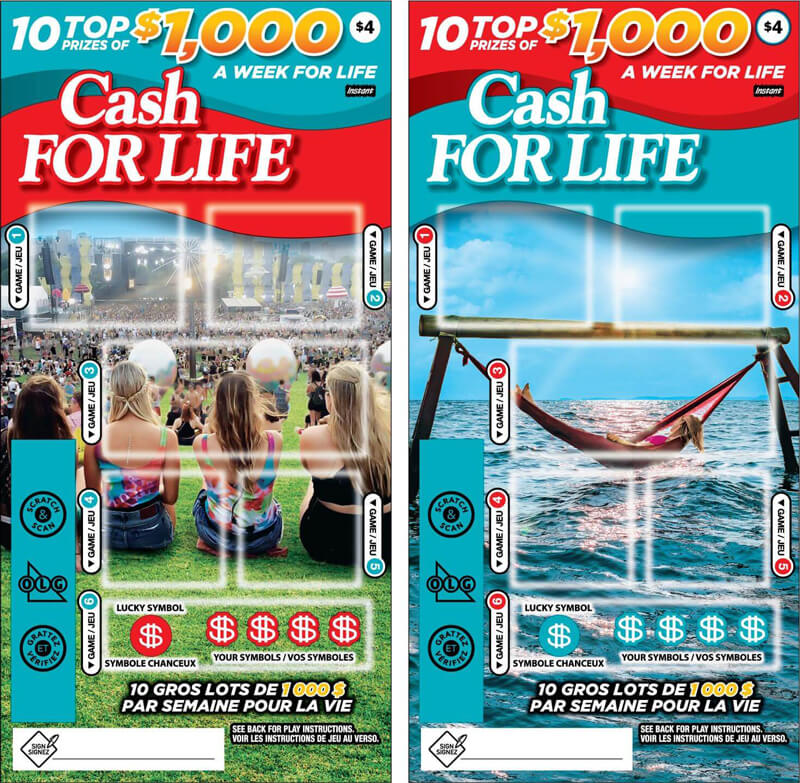 10 TOP PRIZES OF $1,000 $4
A WEEK FOR LIFE
Instant
Cash
FOR LIFE
GAME / JEU 1
GAME / JEU 2
GAME / JEU 3
GAME / JEU 4
GAME / JEU 5
GAME / JEU 6
SCRATCH & SCAN
OLG
GRATTEZ ET VÉRIFIEZ
LUCKY SYMBOL
$ $ $ $ $
SYMBOLE CHANCEUX
YOUR SYMBOLS / VOS SYMBOLES
10 GROS LOTS DE 1 000 $
PAR SEMAINE POUR LA VIE
SIGN
SIGNEZ
SEE BACK FOR PLAY INSTRUCTIONS.
VOIR LES INSTRUCTIONS DE JEU AU VERSO.
10 TOP PRIZES OF $1,000 $4
A WEEK FOR LIFE
Instant
Cash
FOR LIFE
GAME / JEU 1
GAME / JEU 2
GAME / JEU 3
GAME / JEU 4
GAME / JEU 5
GAME / JEU 6
SCRATCH & SCAN
OLG
GRATTEZ ET VÉRIFIEZ
LUCKY SYMBOL
$ $ $ $ $
SYMBOLE CHANCEUX
YOUR SYMBOLS / VOS SYMBOLES
10 GROS LOTS DE 1 000 $
PAR SEMAINE POUR LA VIE
SIGN
SIGNEZ
SEE BACK FOR PLAY INSTRUCTIONS.
VOIR LES INSTRUCTIONS DE JEU AU VERSO.